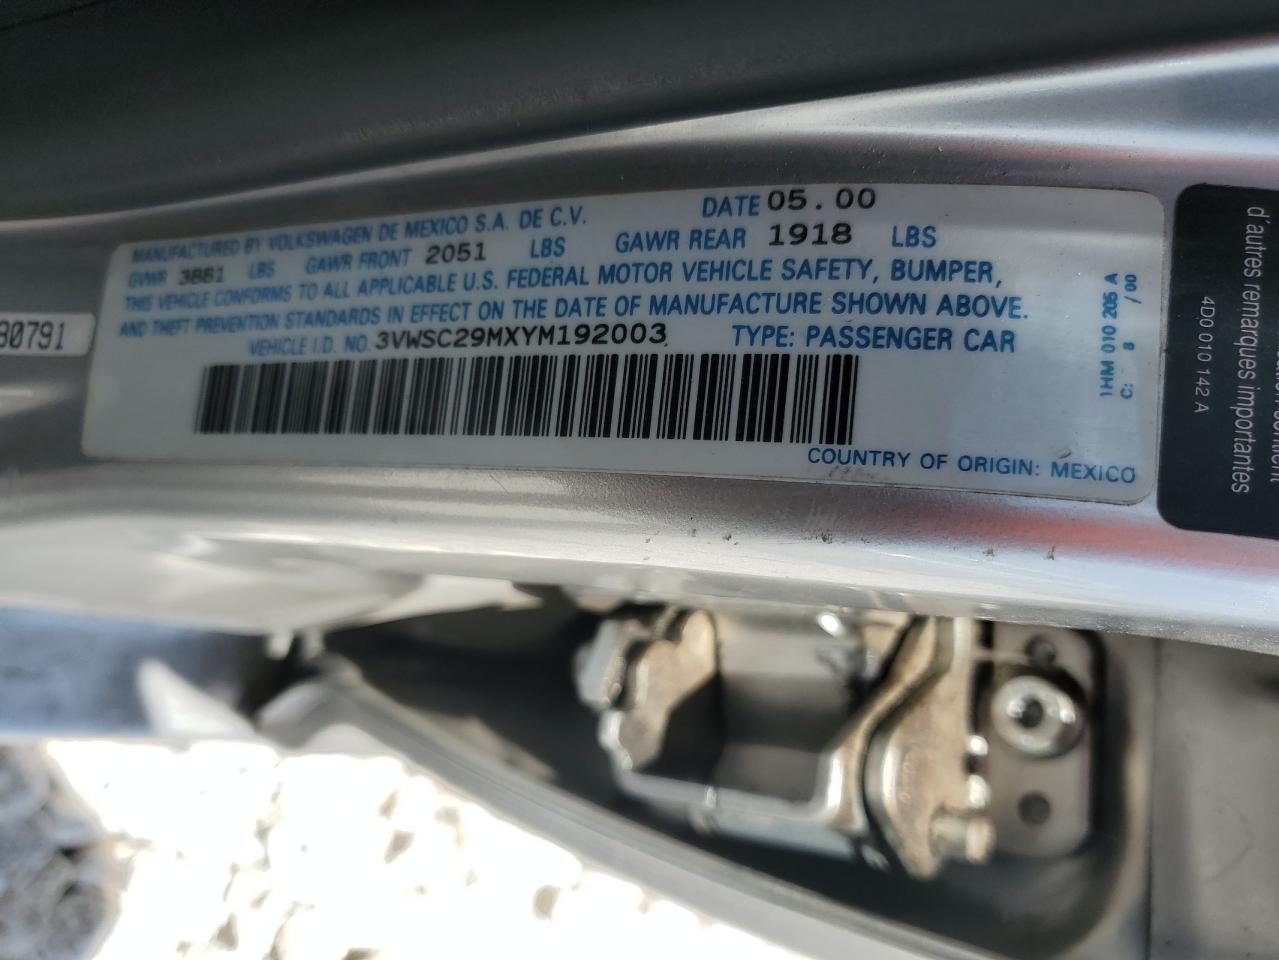 MANUFACTURED BY VOLKSWAGEN DE MEXICO S.A. DE C.V. DATE 05.00
GVWR 3861 LBS GAWR FRONT 2051 LBS GAWR REAR 1918 LBS
THIS VEHICLE CONFORMS TO ALL APPLICABLE U.S. FEDERAL MOTOR VEHICLE SAFETY, BUMPER,
AND THEFT PREVENTION STANDARDS IN EFFECT ON THE DATE OF MANUFACTURE SHOWN ABOVE.
VEHICLE I.D. NO. 3VWSC29MXYM192003 TYPE: PASSENGER CAR
COUNTRY OF ORIGIN: MEXICO
1HM 010 205 A
C: 8 / 00
80791
d'autres remarques importantes
4D0 010 142 A